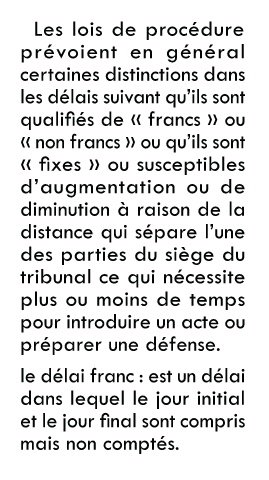 Les lois de procédure
prévoient en général
certaines distinctions dans
les délais suivant qu’ils sont
qualifiés de « francs » ou
« non francs » ou qu’ils sont
« fixes » ou susceptibles
d’augmentation ou de
diminution à raison de la
distance qui sépare l’une
des parties du siège du
tribunal ce qui nécessite
plus ou moins de temps
pour introduire un acte ou
préparer une défense.
le délai franc : est un délai
dans lequel le jour initial
et le jour final sont compris
mais non comptés.